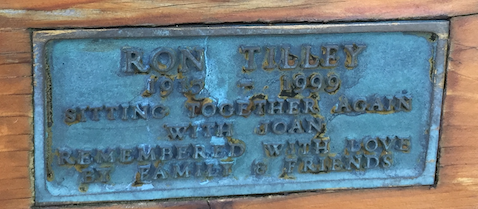 RON TILLEY
- 1999
SITTING TOGETHER AGAIN
WITH JOAN
REMEMBERED WITH LOVE
BY FAMILY & FRIENDS